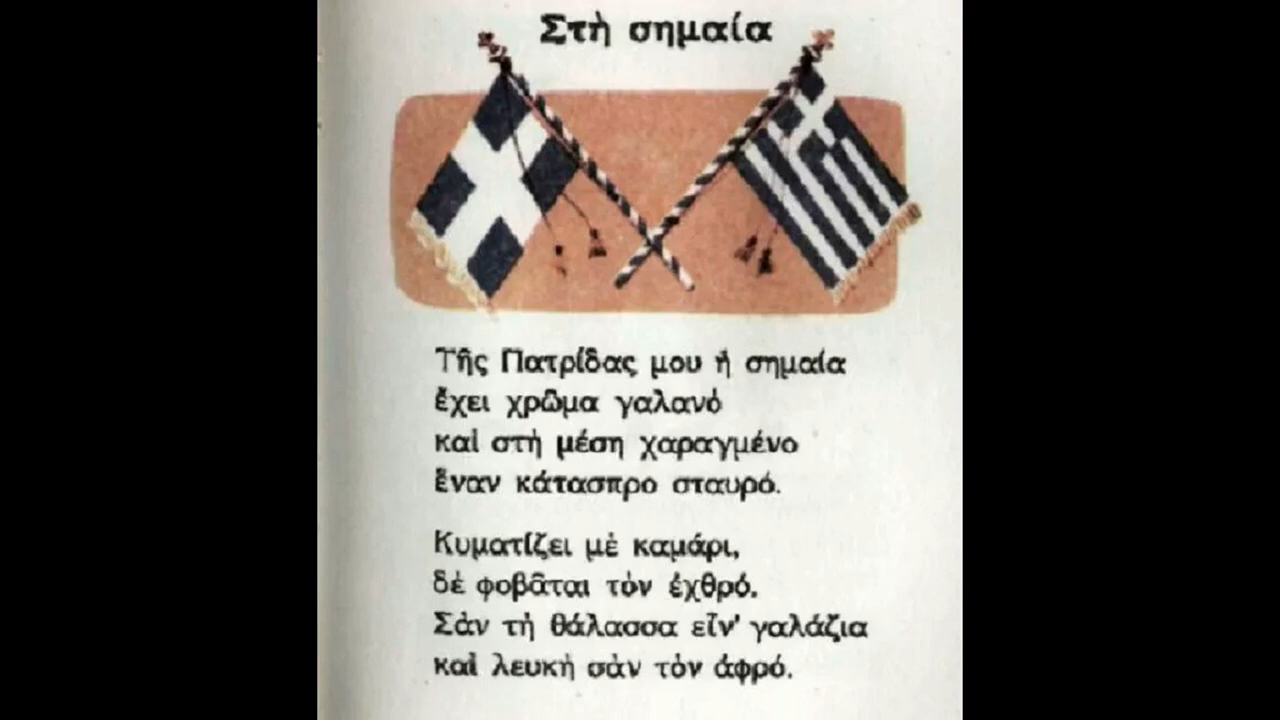 Στὴ σημαία
Τῆς Πατρίδας μου ἡ σημαία
ἔχει χρῶμα γαλανό
καὶ στὴ μέση χαραγμένο
ἕναν κάτασπρο σταυρό.
Κυματίζει μὲ καμάρι,
δὲ φοβᾶται τὸν ἐχθρό.
Σὰν τὴ θάλασσα εἶν' γαλάζια
καὶ λευκὴ σὰν τὸν ἀφρό.